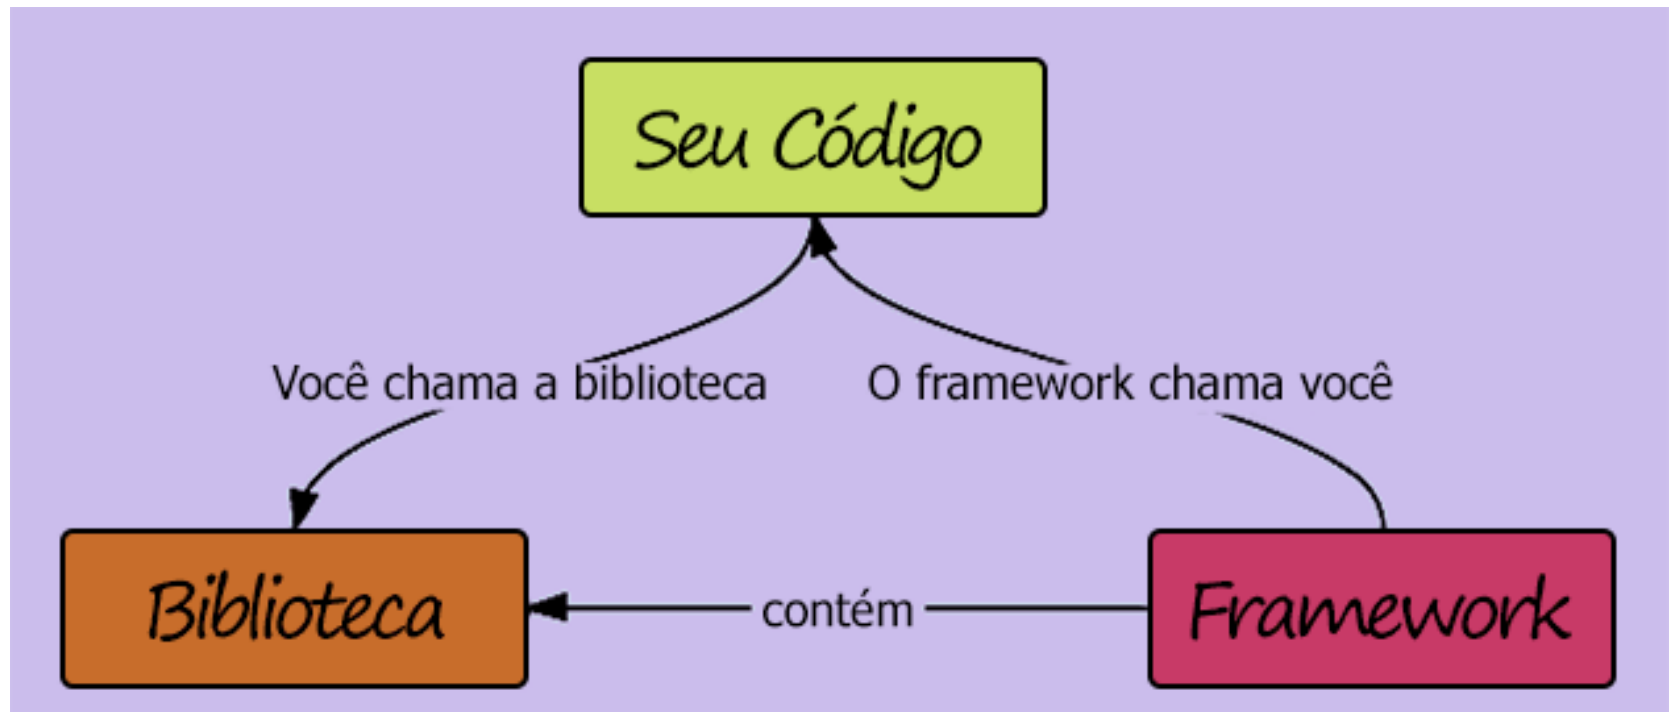 Seu Código
Você chama a biblioteca
O framework chama você
Biblioteca
contém
Framework